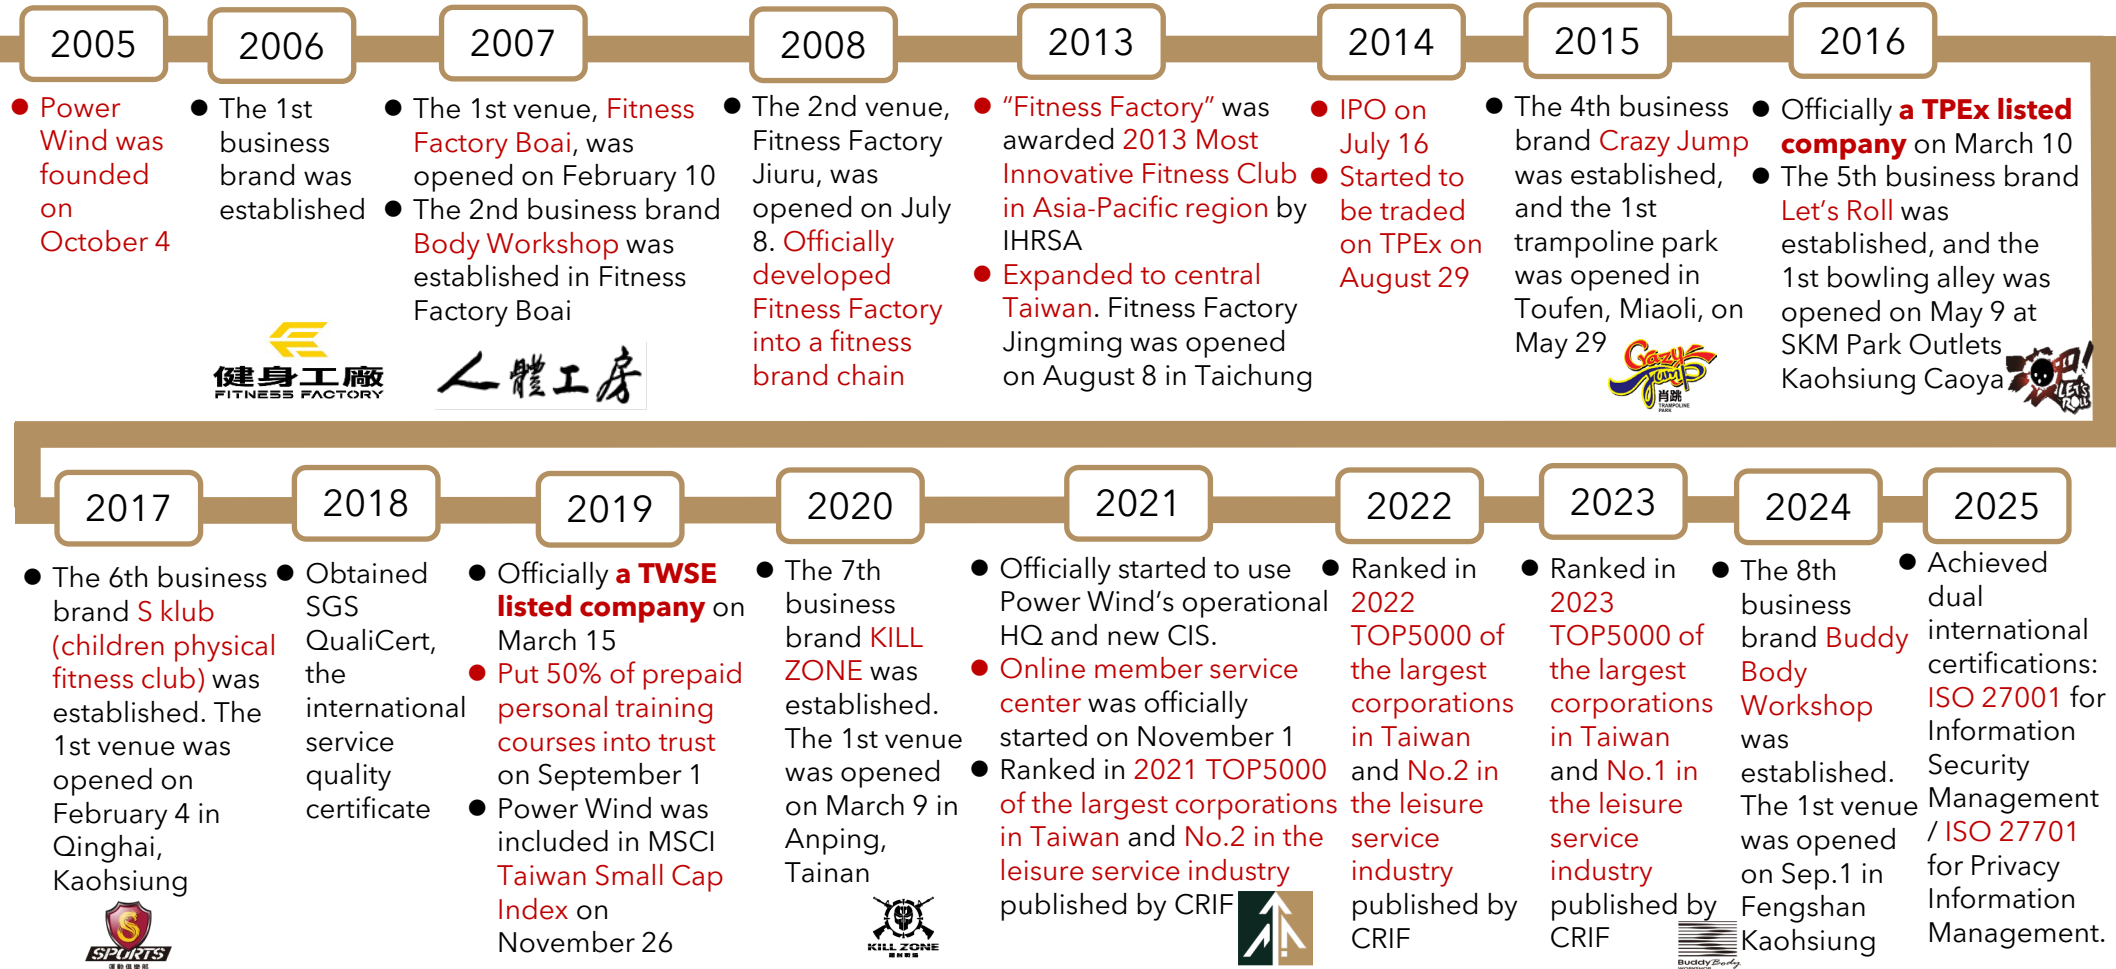 2005
Power
Wind was
founded
on
October 4
2006
The 1st
business
brand was
established
健身工廠
FITNESS FACTORY
2007
The 1st venue, Fitness
Factory Boai, was
opened on February 10
The 2nd business brand
Body Workshop was
established in Fitness
Factory Boai
人體工房
2008
The 2nd venue,
Fitness Factory
Jiuru, was
opened on July
8. Officially
developed
Fitness Factory
into a fitness
brand chain
2013
“Fitness Factory” was
awarded 2013 Most
Innovative Fitness Club
in Asia-Pacific region by
IHRSA
Expanded to central
Taiwan. Fitness Factory
Jingming was opened
on August 8 in Taichung
2014
IPO on
July 16
Started to
be traded
on TPEx on
August 29
2015
The 4th business
brand Crazy Jump
was established,
and the 1st
trampoline park
was opened in
Toufen, Miaoli, on
May 29
Crazy
Jump
肖跳
TRAMPOLINE
PARK
2016
Officially a TPEx listed
company on March 10
The 5th business brand
Let’s Roll was
established, and the
1st bowling alley was
opened on May 9 at
SKM Park Outlets
Kaohsiung Caoya
LET'S
ROLL
2017
The 6th business
brand S klub
(children physical
fitness club) was
established. The
1st venue was
opened on
February 4 in
Qinghai,
Kaohsiung
S
SPORTS
運動俱樂部
2018
Obtained
SGS
QualiCert,
the
international
service
quality
certificate
2019
Officially a TWSE
listed company on
March 15
Put 50% of prepaid
personal training
courses into trust
on September 1
Power Wind was
included in MSCI
Taiwan Small Cap
Index on
November 26
2020
The 7th
business
brand KILL
ZONE was
established.
The 1st venue
was opened
on March 9 in
Anping,
Tainan
KILL ZONE
2021
Officially started to use
Power Wind’s operational
HQ and new CIS.
Online member service
center was officially
started on November 1
Ranked in 2021 TOP5000
of the largest corporations
in Taiwan and No.2 in the
leisure service industry
published by CRIF
2022
Ranked in
2022
TOP5000 of
the largest
corporations
in Taiwan
and No.2 in
the leisure
service
industry
published by
CRIF
2023
Ranked in
2023
TOP5000 of
the largest
corporations
in Taiwan
and No.1 in
the leisure
service
industry
published by
CRIF
2024
The 8th
business
brand Buddy
Body
Workshop
was
established.
The 1st venue
was opened
on Sep.1 in
Fengshan
Kaohsiung
Buddy Body
WORKSHOP
2025
Achieved
dual
international
certifications:
ISO 27001 for
Information
Security
Management
/ ISO 27701
for Privacy
Information
Management.